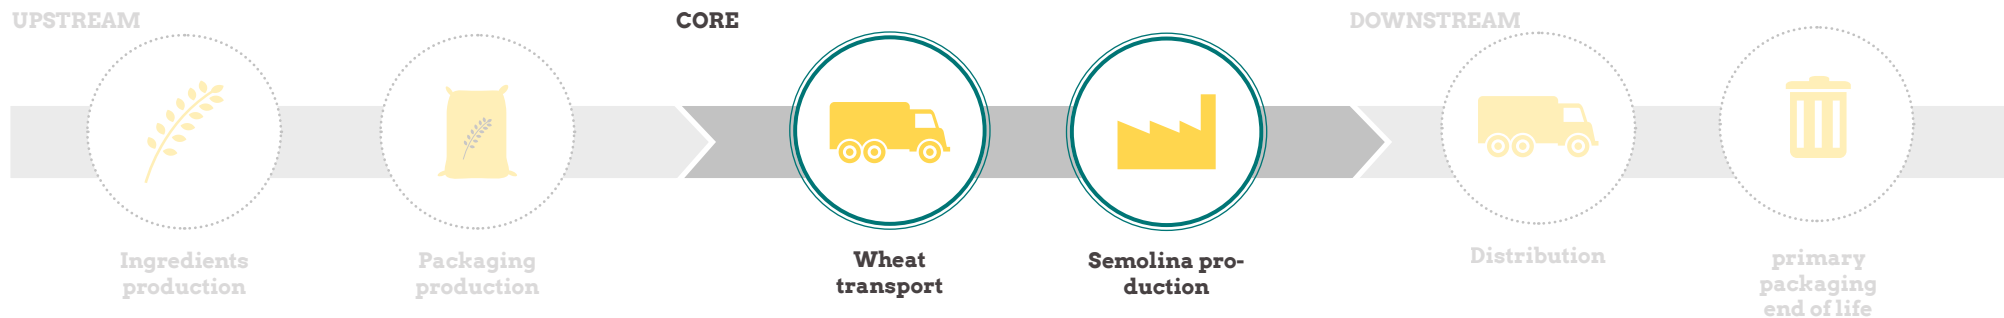 UPSTREAM
CORE
DOWNSTREAM
Ingredients
production
Packaging
production
Wheat
transport
Semolina pro-
duction
Distribution
primary
packaging
end of life